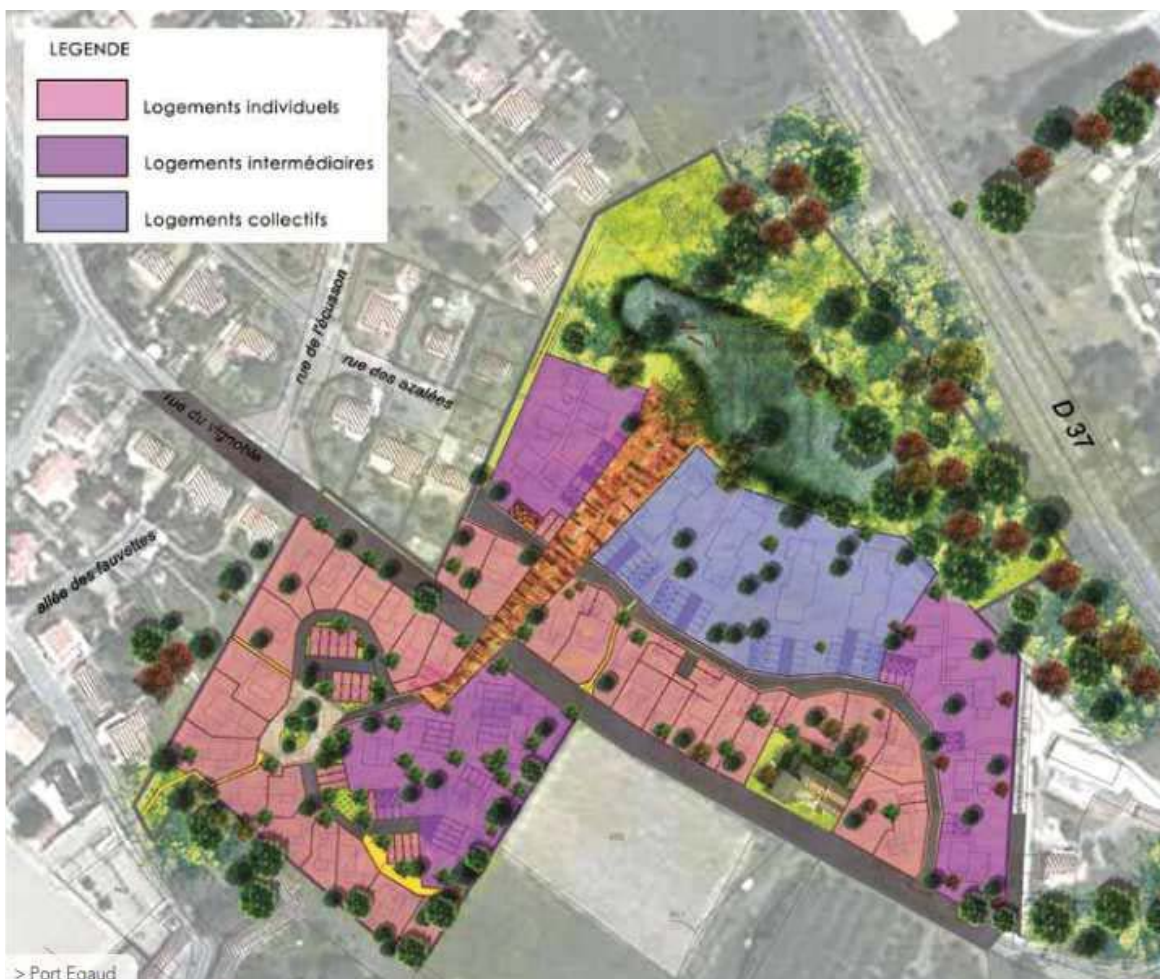 LEGENDE
Logements individuels
Logements intermédiaires
Logements collectifs
rue de l'écusson
rue des azalées
rue du vignoble
D 37
allée des fauvettes
> Port Egaud